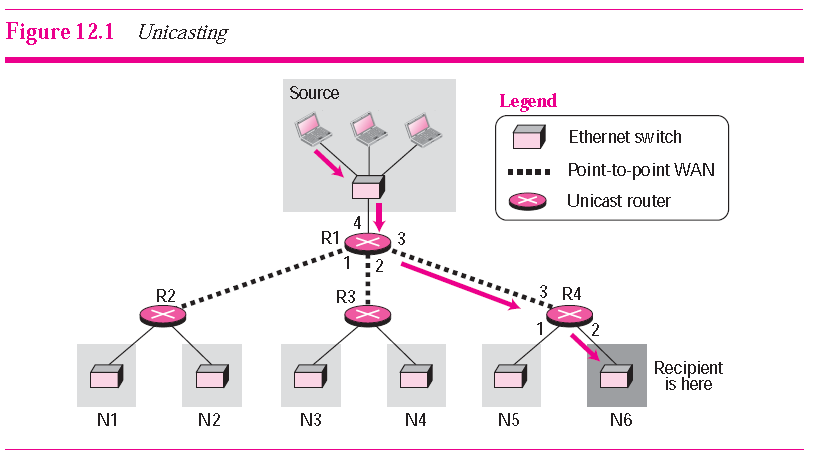 Figure 12.1 Unicasting
Source
Legend
Ethernet switch
Point-to-point WAN
Unicast router
4
R1
3
1
2
R2
R3
3
R4
1
2
Recipient
is here
N1
N2
N3
N4
N5
N6